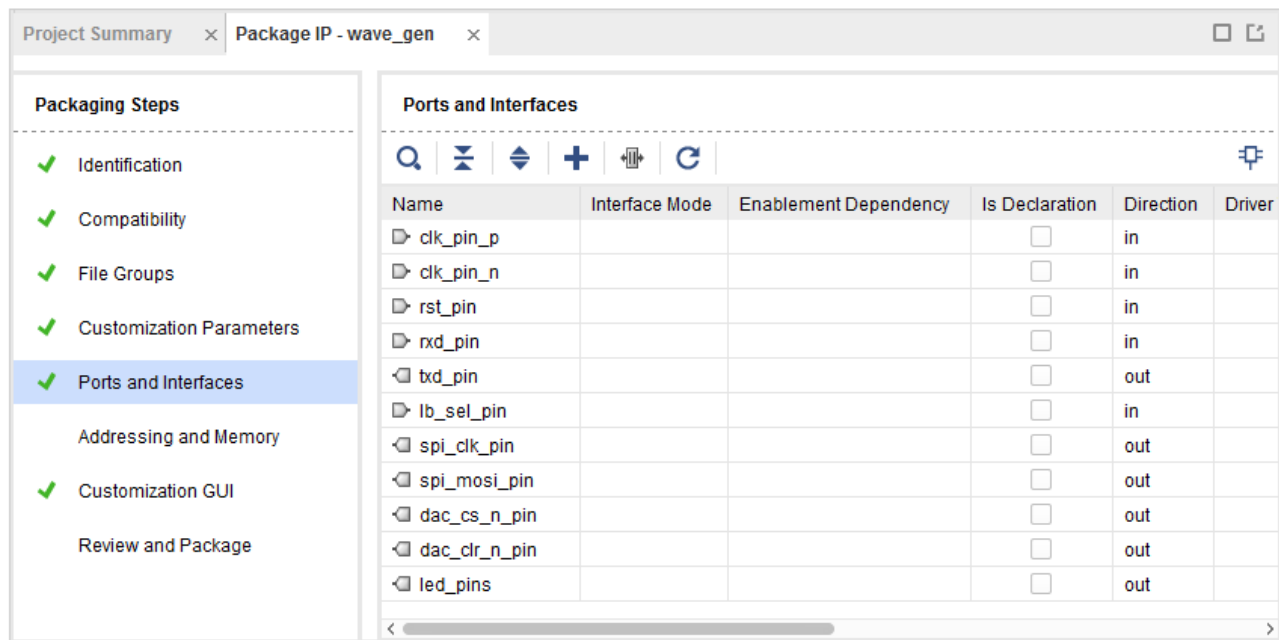 Project Summary × Package IP - wave_gen ×
Packaging Steps
Identification
Compatibility
File Groups
Customization Parameters
Ports and Interfaces
Addressing and Memory
Customization GUI
Review and Package
Ports and Interfaces
Name Interface Mode Enablement Dependency Is Declaration Direction Driver
clk_pin_p in
clk_pin_n in
rst_pin in
rxd_pin in
txd_pin out
lb_sel_pin in
spi_clk_pin out
spi_mosi_pin out
dac_cs_n_pin out
dac_clr_n_pin out
led_pins out